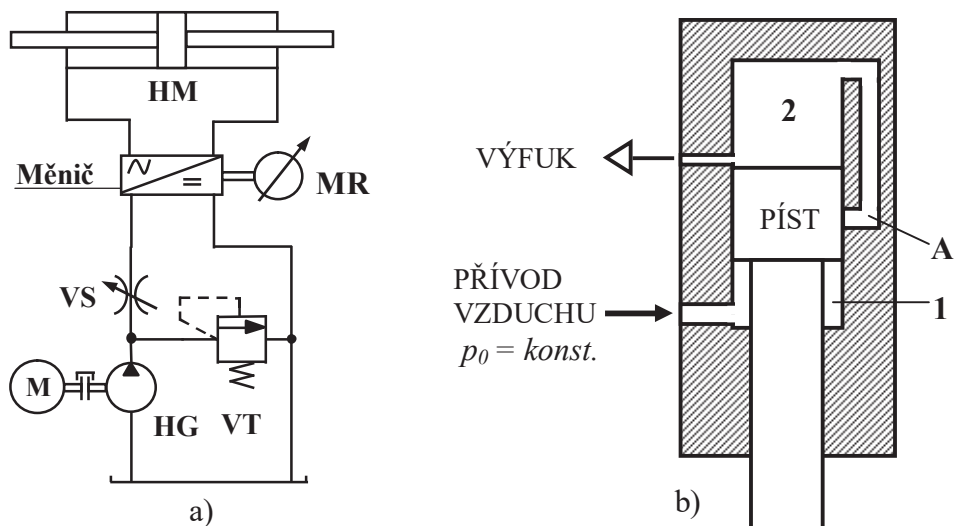 HM
Měnič
MR
VS
M
HG
VT
a)
2
VÝFUK
PÍST
A
PŘÍVOD
VZDUCHU
p0 = konst.
1
b)